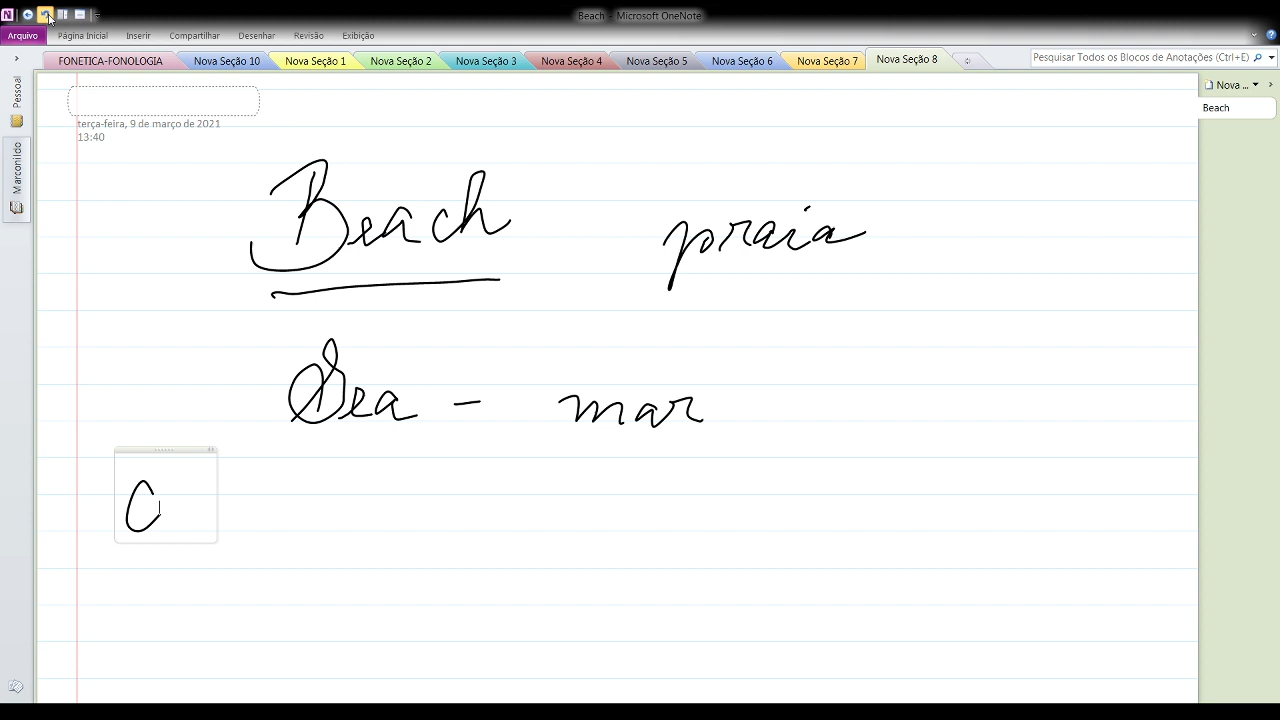 Beach - Microsoft OneNote
Arquivo Página Inicial Inserir Compartilhar Desenhar Revisão Exibição
FONETICA-FONOLOGIA Nova Seção 10 Nova Seção 1 Nova Seção 2 Nova Seção 3 Nova Seção 4 Nova Seção 5 Nova Seção 6 Nova Seção 7 Nova Seção 8 Pesquisar Todos os Blocos de Anotações (Ctrl+E)
Pessoal
Marconildo
Nova ...
Beach
terça-feira, 9 de março de 2021
13:40
Beach praia
Sea - mar
C